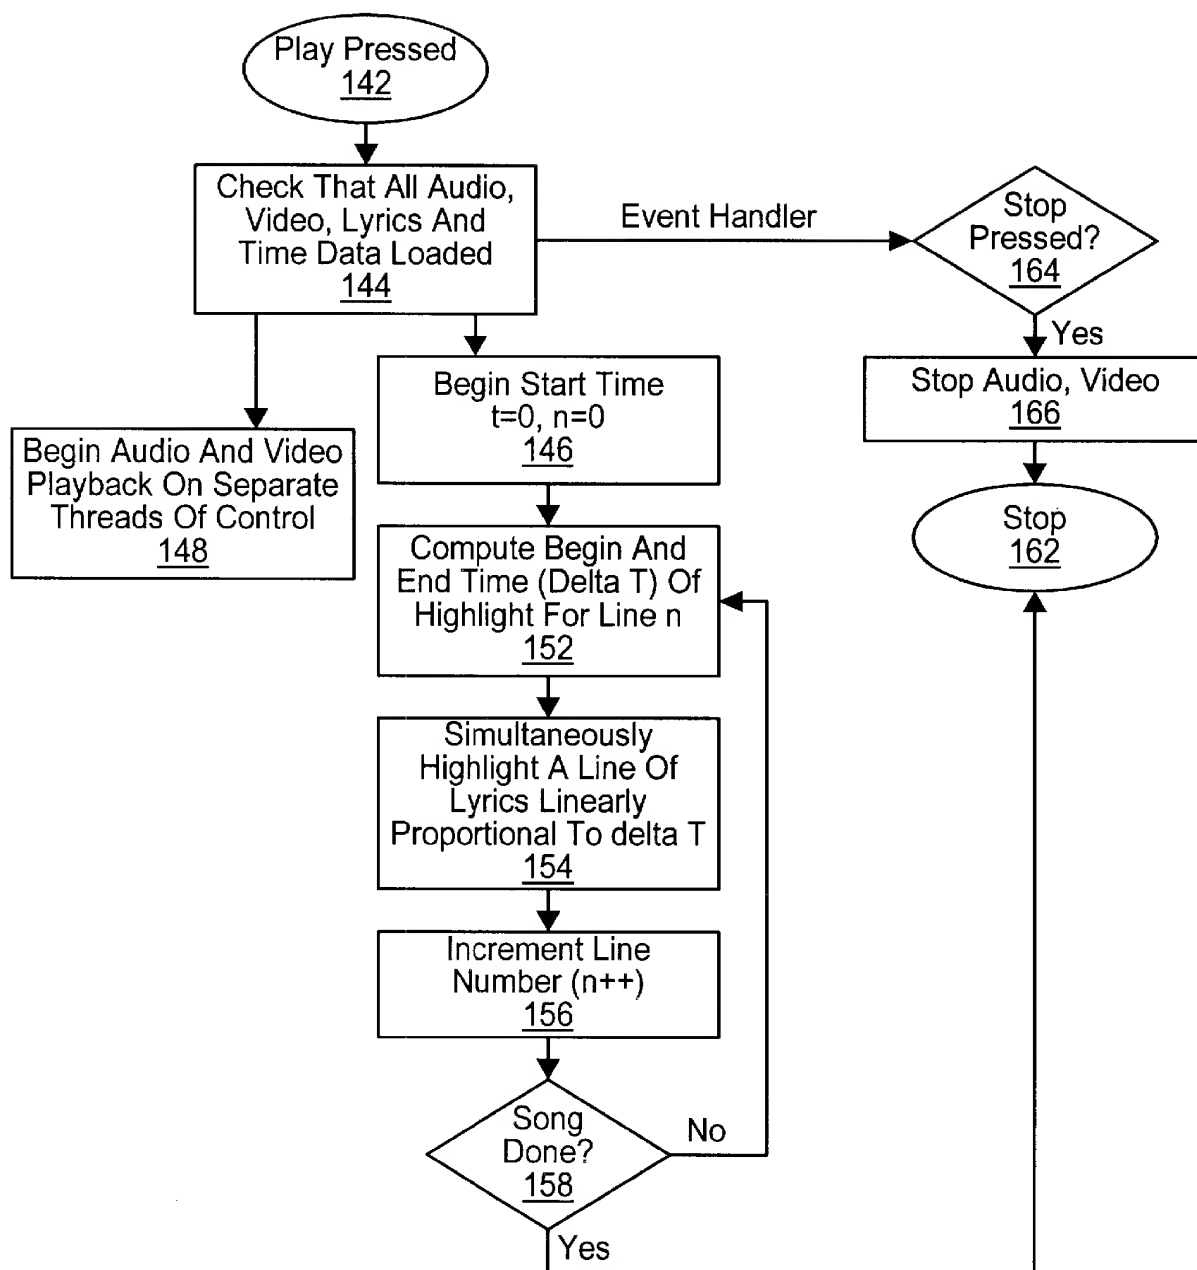 Play Pressed
142
Check That All Audio,
Video, Lyrics And
Time Data Loaded
144
Event Handler
Stop
Pressed?
164
Yes
Stop Audio, Video
166
Stop
162
Begin Start Time
t=0, n=0
146
Begin Audio And Video
Playback On Separate
Threads Of Control
148
Compute Begin And
End Time (Delta T) Of
Highlight For Line n
152
Simultaneously
Highlight A Line Of
Lyrics Linearly
Proportional To delta T
154
Increment Line
Number (n++)
156
Song
Done?
158
No
Yes